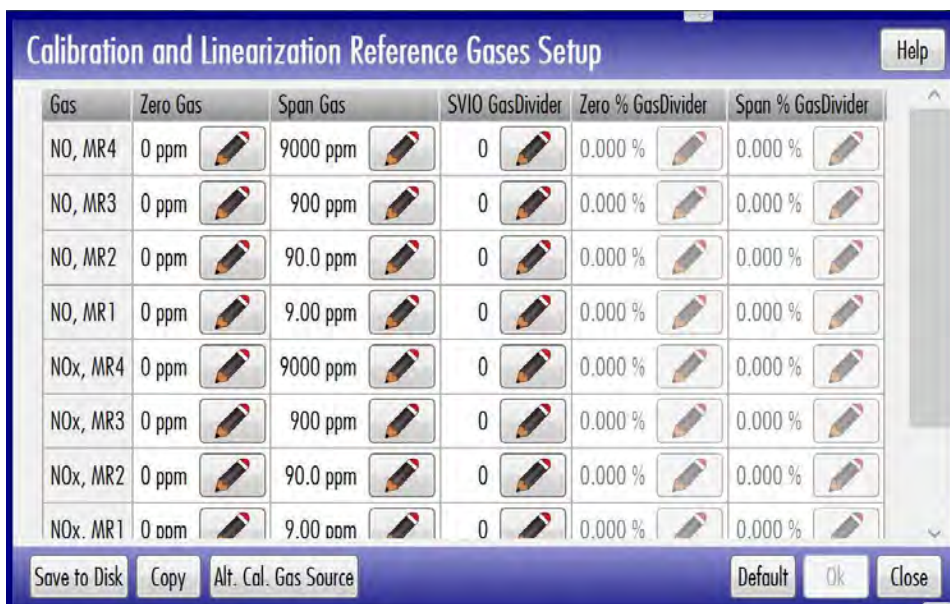 Calibration and Linearization Reference Gases Setup
Help
Gas Zero Gas Span Gas SVIO GasDivider Zero % GasDivider Span % GasDivider
NO, MR4 0 ppm 9000 ppm 0 0.000 % 0.000 %
NO, MR3 0 ppm 900 ppm 0 0.000 % 0.000 %
NO, MR2 0 ppm 90.0 ppm 0 0.000 % 0.000 %
NO, MR1 0 ppm 9.00 ppm 0 0.000 % 0.000 %
NOx, MR4 0 ppm 9000 ppm 0 0.000 % 0.000 %
NOx, MR3 0 ppm 900 ppm 0 0.000 % 0.000 %
NOx, MR2 0 ppm 90.0 ppm 0 0.000 % 0.000 %
NOx, MR1 0 ppm 9.00 ppm 0 0.000 % 0.000 %
Save to Disk Copy Alt. Cal. Gas Source Default Ok Close